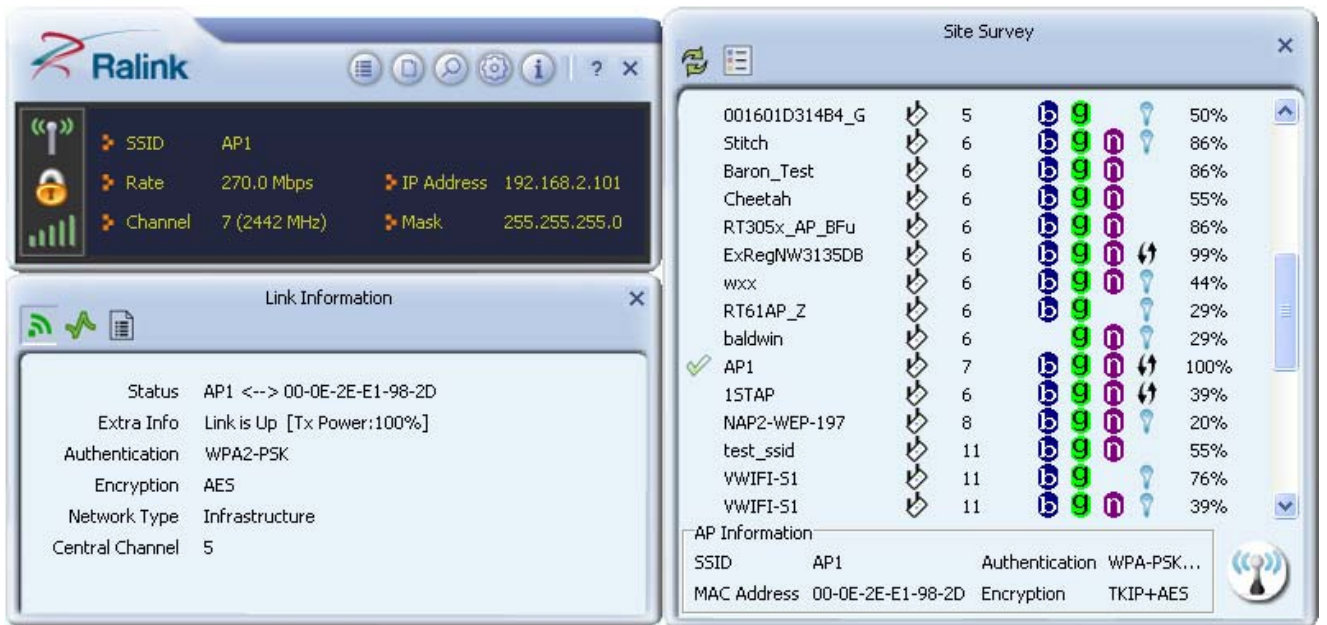 Ralink
? ×
SSID AP1
Rate 270.0 Mbps IP Address 192.168.2.101
Channel 7 (2442 MHz) Mask 255.255.255.0
Link Information ×
Status AP1 <--> 00-0E-2E-E1-98-2D
Extra Info Link is Up [Tx Power:100%]
Authentication WPA2-PSK
Encryption AES
Network Type Infrastructure
Central Channel 5
Site Survey ×
001601D314B4_G 5 b g 50%
Stitch 6 b g n 86%
Baron_Test 6 b g n 86%
Cheetah 6 b g n 55%
RT305x_AP_BFu 6 b g n 86%
ExRegNW3135DB 6 b g n 99%
wxx 6 b g n 44%
RT61AP_Z 6 b g 29%
baldwin 6 g n 29%
AP1 7 b g n 100%
1STAP 6 b g n 39%
NAP2-WEP-197 8 b g n 20%
test_ssid 11 b g n 55%
VWIFI-S1 11 b g 76%
VWIFI-S1 11 b g n 39%
AP Information
SSID AP1 Authentication WPA-PSK...
MAC Address 00-0E-2E-E1-98-2D Encryption TKIP+AES